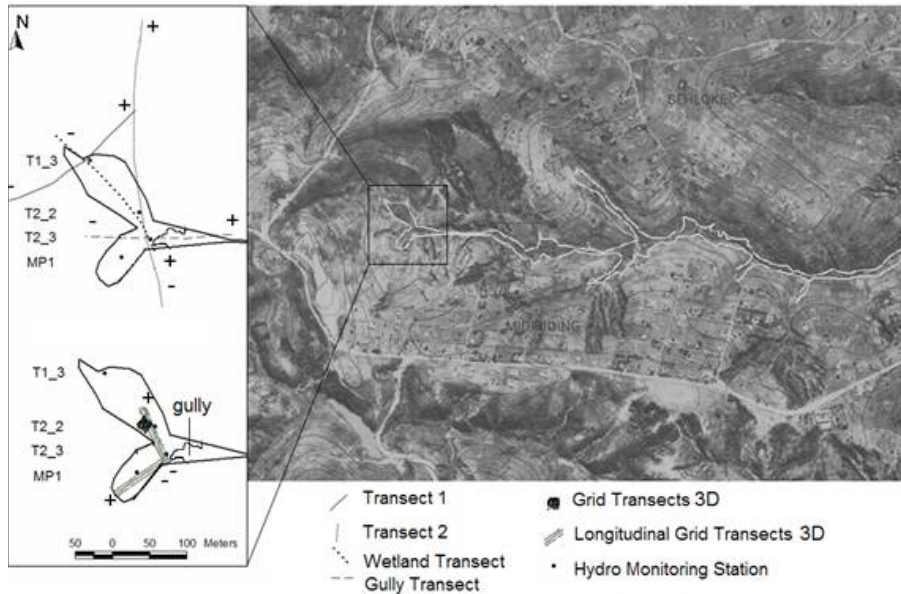 N
+
+
-
T1_3
-
T2_2
-
+
T2_3
+
MP1
-
T1_3
+
gully
T2_2
T2_3
MP1
- -
+
50 0 50 100 Meters
SEHLOKE
MIDRIDING
Transect 1
Transect 2
Wetland Transect
Gully Transect
Grid Transects 3D
Longitudinal Grid Transects 3D
Hydro Monitoring Station